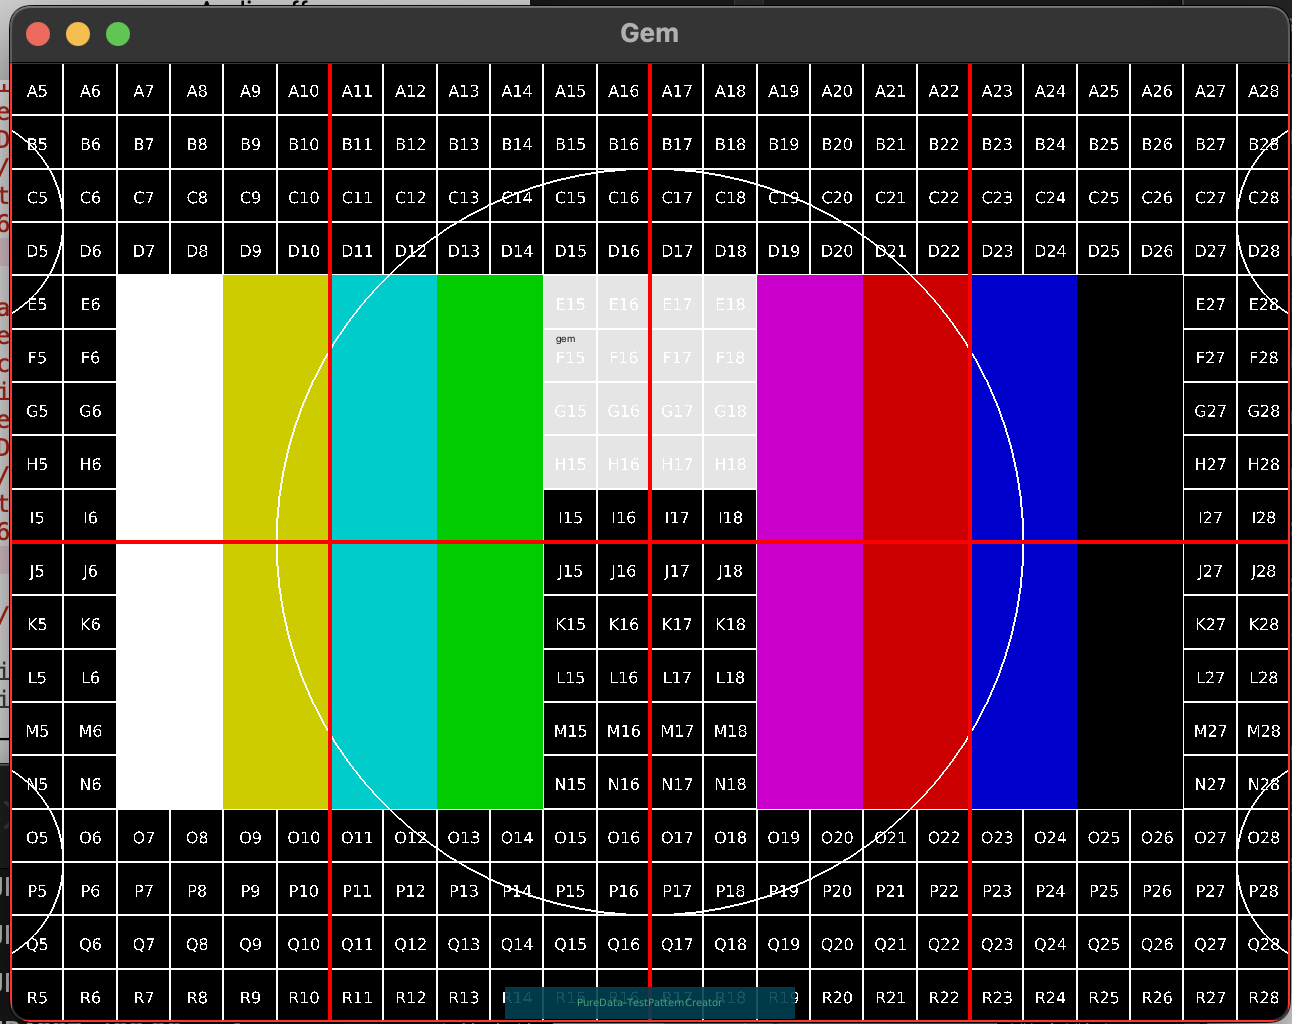 Gem
A5 A6 A7 A8 A9 A10 A11 A12 A13 A14 A15 A16 A17 A18 A19 A20 A21 A22 A23 A24 A25 A26 A27 A28
B5 B6 B7 B8 B9 B10 B11 B12 B13 B14 B15 B16 B17 B18 B19 B20 B21 B22 B23 B24 B25 B26 B27 B28
C5 C6 C7 C8 C9 C10 C11 C12 C13 C14 C15 C16 C17 C18 C19 C20 C21 C22 C23 C24 C25 C26 C27 C28
D5 D6 D7 D8 D9 D10 D11 D12 D13 D14 D15 D16 D17 D18 D19 D20 D21 D22 D23 D24 D25 D26 D27 D28
E5 E6 E15 E16 E17 E18 E27 E28
gem
F5 F6 F15 F16 F17 F18 F27 F28
G5 G6 G15 G16 G17 G18 G27 G28
H5 H6 H15 H16 H17 H18 H27 H28
I5 I6 I15 I16 I17 I18 I27 I28
J5 J6 J15 J16 J17 J18 J27 J28
K5 K6 K15 K16 K17 K18 K27 K28
L5 L6 L15 L16 L17 L18 L27 L28
M5 M6 M15 M16 M17 M18 M27 M28
N5 N6 N15 N16 N17 N18 N27 N28
O5 O6 O7 O8 O9 O10 O11 O12 O13 O14 O15 O16 O17 O18 O19 O20 O21 O22 O23 O24 O25 O26 O27 O28
P5 P6 P7 P8 P9 P10 P11 P12 P13 P14 P15 P16 P17 P18 P19 P20 P21 P22 P23 P24 P25 P26 P27 P28
Q5 Q6 Q7 Q8 Q9 Q10 Q11 Q12 Q13 Q14 Q15 Q16 Q17 Q18 Q19 Q20 Q21 Q22 Q23 Q24 Q25 Q26 Q27 Q28
R5 R6 R7 R8 R9 R10 R11 R12 R13 R14 R18 R19 R20 R21 R22 R23 R24 R25 R26 R27 R28
PureData-TestPatternCreator